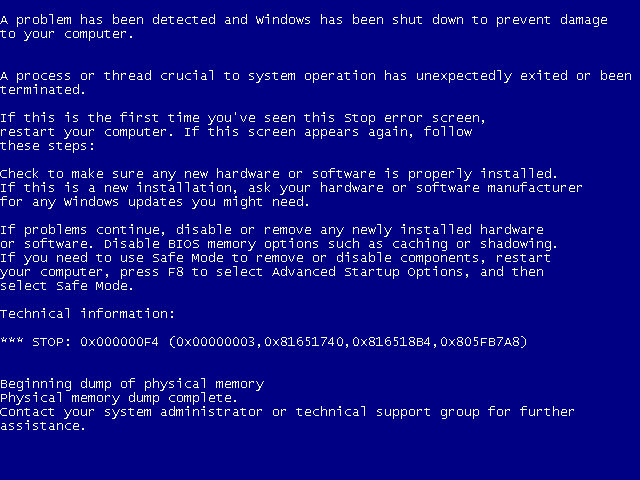 A problem has been detected and Windows has been shut down to prevent damage
to your computer.
A process or thread crucial to system operation has unexpectedly exited or been
terminated.
If this is the first time you've seen this Stop error screen,
restart your computer. If this screen appears again, follow
these steps:
Check to make sure any new hardware or software is properly installed.
If this is a new installation, ask your hardware or software manufacturer
for any Windows updates you might need.
If problems continue, disable or remove any newly installed hardware
or software. Disable BIOS memory options such as caching or shadowing.
If you need to use Safe Mode to remove or disable components, restart
your computer, press F8 to select Advanced Startup Options, and then
select Safe Mode.
Technical information:
*** STOP: 0x000000F4 (0x00000003,0x81651740,0x816518B4,0x805FB7A8)
Beginning dump of physical memory
Physical memory dump complete.
Contact your system administrator or technical support group for further
assistance.